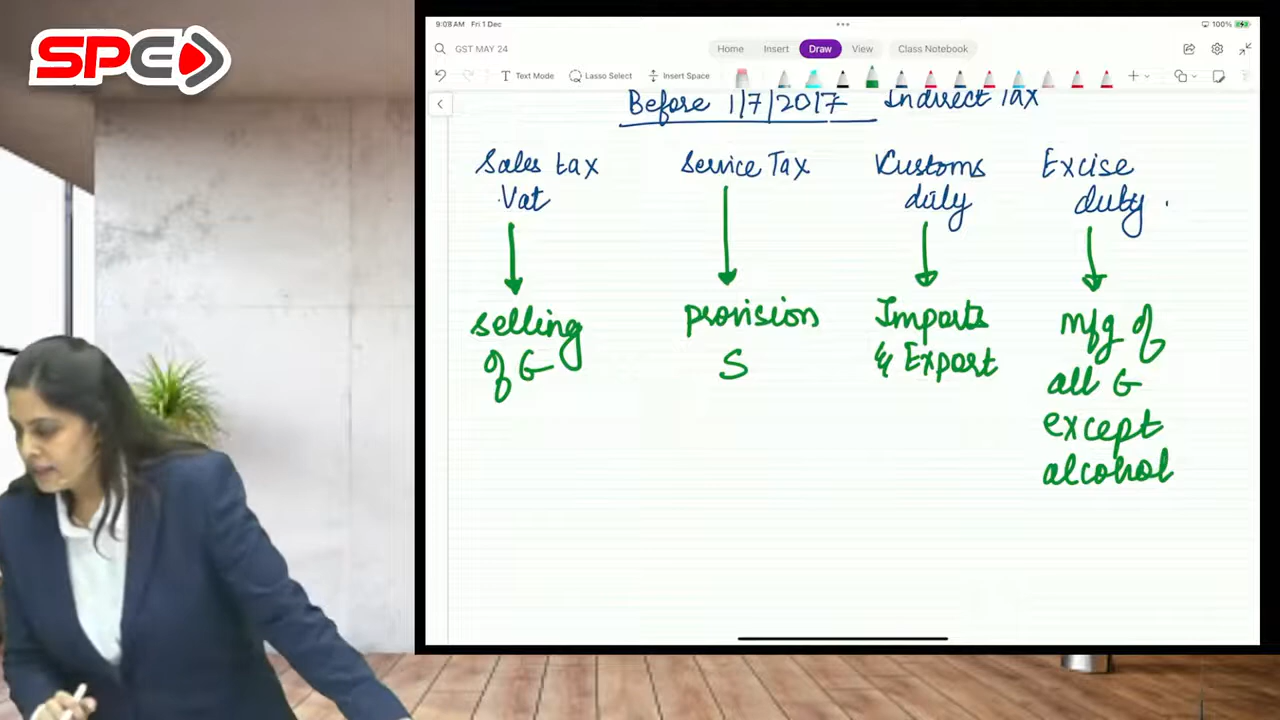 SPED
9:08 AM Fri 1 Dec
100%
GST MAY 24
Home Insert Draw View Class Notebook
Text Mode Lasso Select Insert Space
Before 1/7/2017 Indirect Tax
Sales tax
Vat
Service Tax
Customs
duty
Excise
duty.
selling
of G
provision
S
Imports
& Export
mfg of
all G
except
alcohol